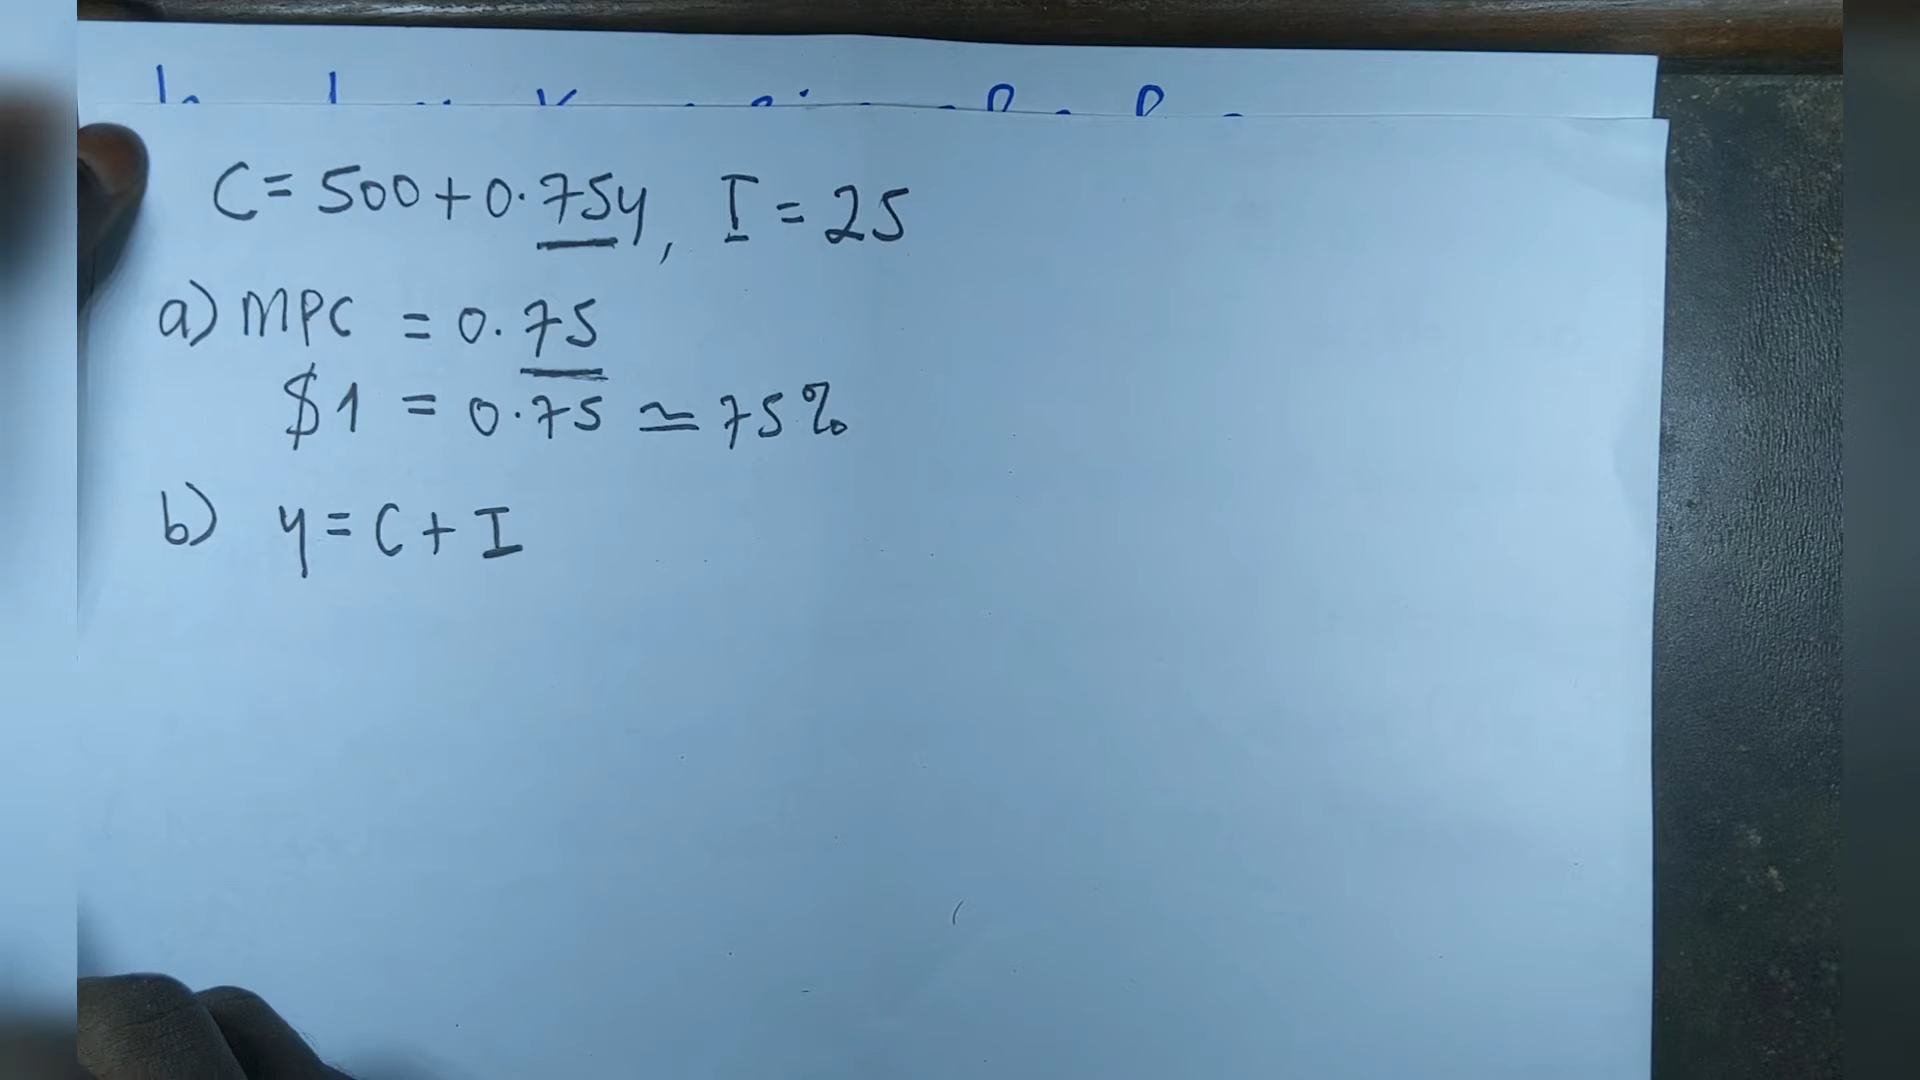 C = 500 + 0.75y, I = 25
a) MPC = 0.75
$1 = 0.75 ≃ 75%
b) y = C + I